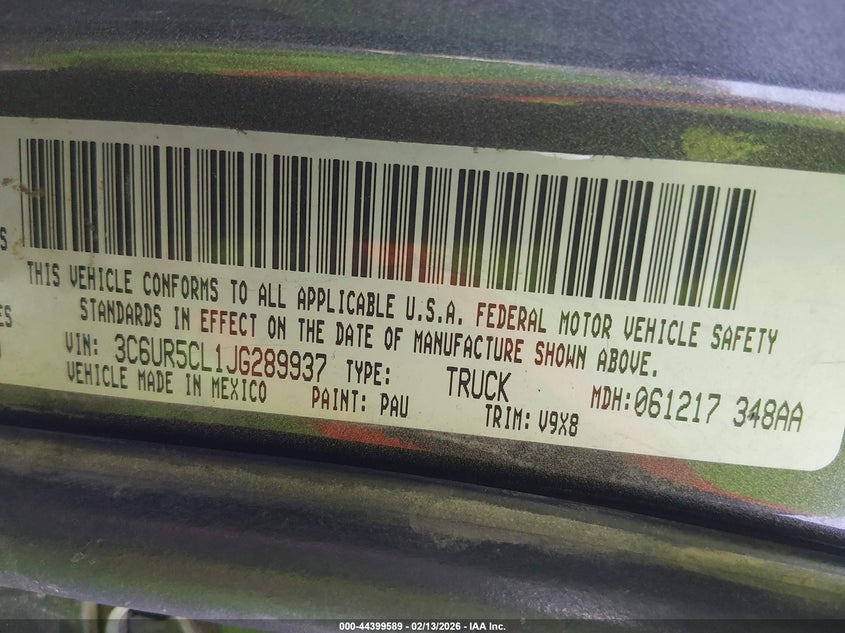 S
THIS VEHICLE CONFORMS TO ALL APPLICABLE U.S.A. FEDERAL MOTOR VEHICLE SAFETY
ES
STANDARDS IN EFFECT ON THE DATE OF MANUFACTURE SHOWN ABOVE.
VIN: 3C6UR5CL1JG289937 TYPE: TRUCK MDH:061217 348AA
VEHICLE MADE IN MEXICO PAINT: PAU TRIM: V9X8
000-44399589 - 02/13/2026 - IAA Inc.